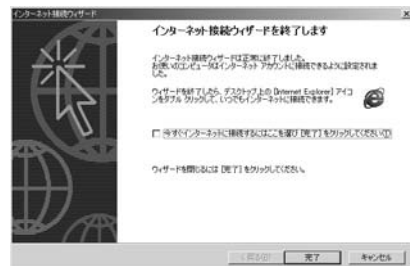 インターネット接続ウィザード
インターネット接続ウィザードを終了します
インターネット接続ウィザードは正常に終了しました。
お使いのコンピュータはインターネット アカウントに接続できるように設定されま
した。
ウィザードを終了したら、デスクトップ上の [Internet Explorer] アイコ
ンをダブル クリックして、いつでもインターネットに接続できます。
今すぐインターネットに接続するにはここを選び [完了] をクリックしてください(I)
ウィザードを閉じるには [完了] をクリックしてください。
< 戻る(B) 完了 キャンセル